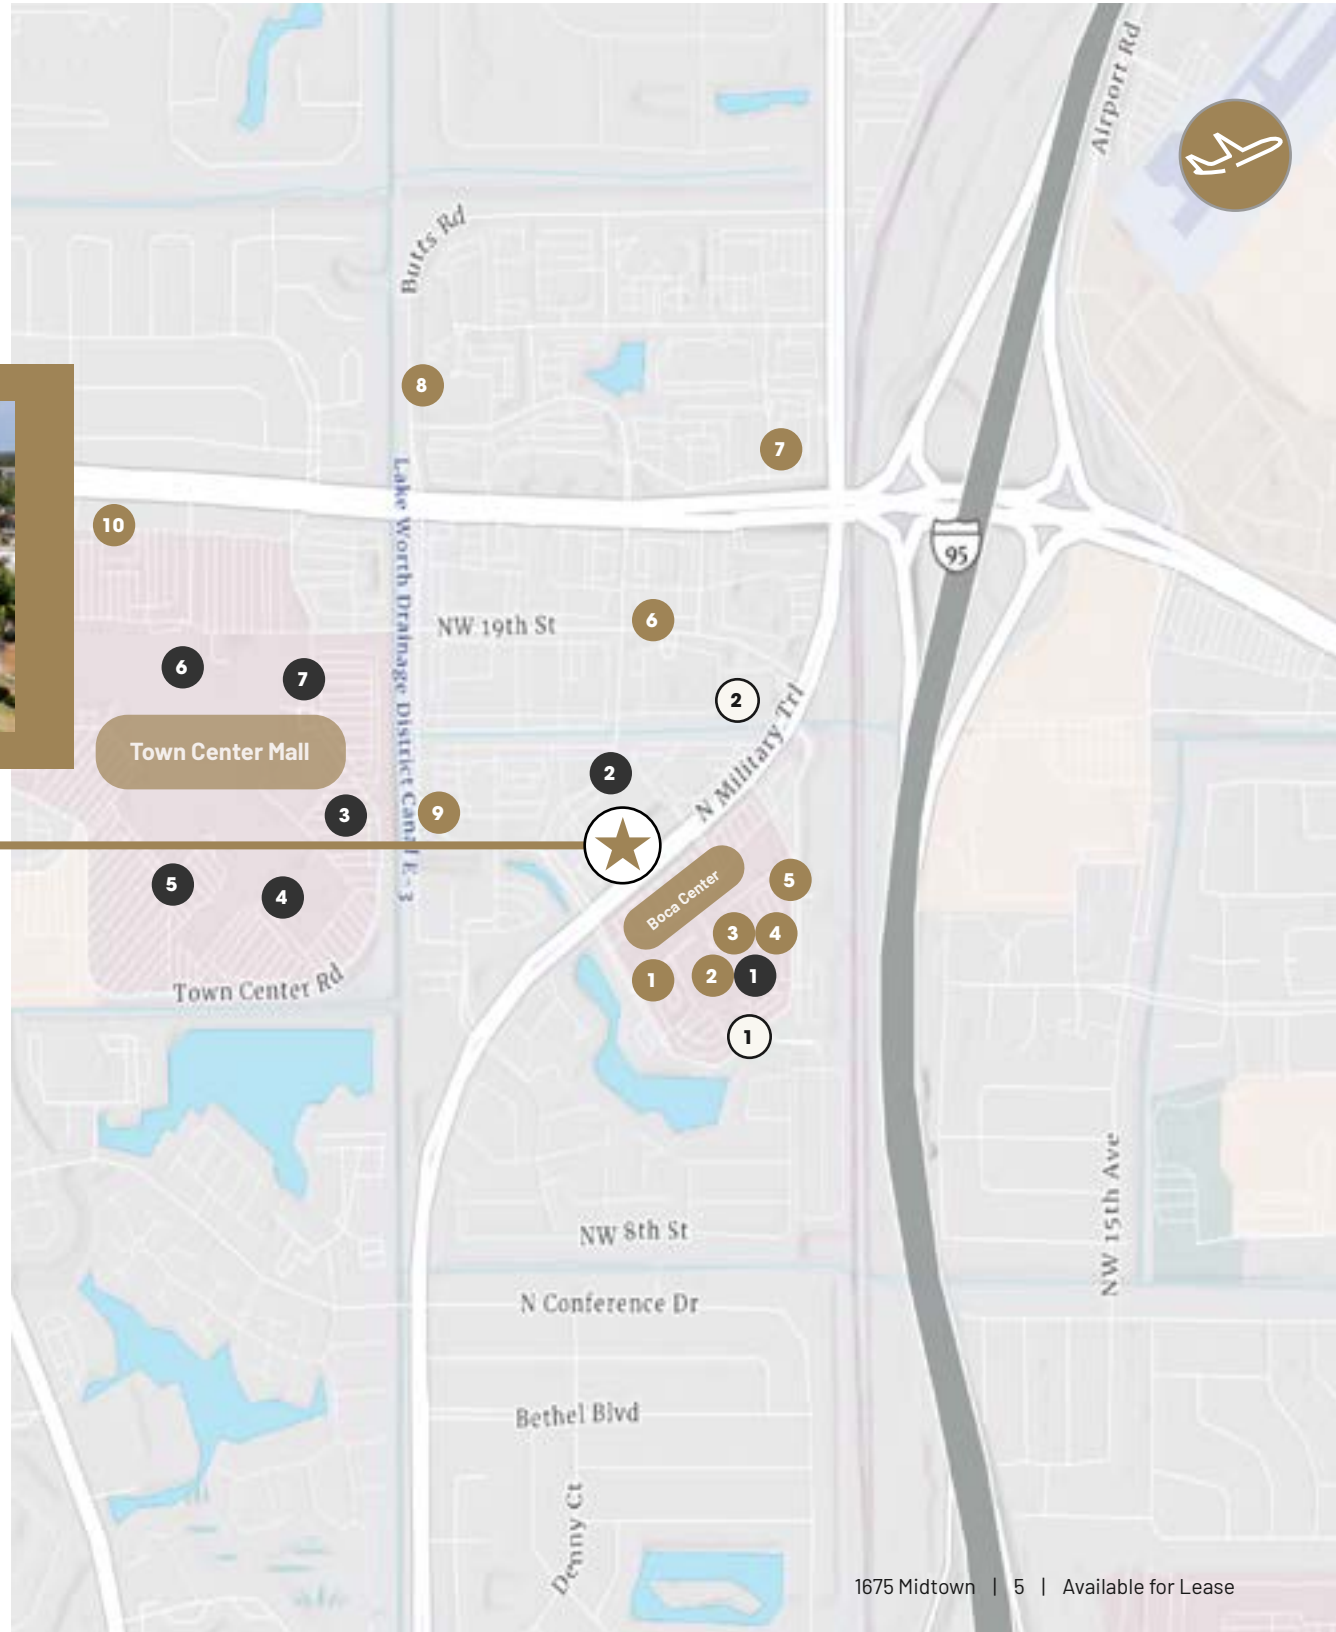 Airport Rd
Butts Rd
8
7
Lake Worth Drainage District Canal E-3
10
95
NW 19th St
6
6
7
2
N Military Trl
Town Center Mall
2
3
9
5
4
Boca Center
5
3
4
1
2
1
Town Center Rd
1
NW 15th Ave
NW 8th St
N Conference Dr
Bethel Blvd
Denny Ct
1675 Midtown | 5 | Available for Lease